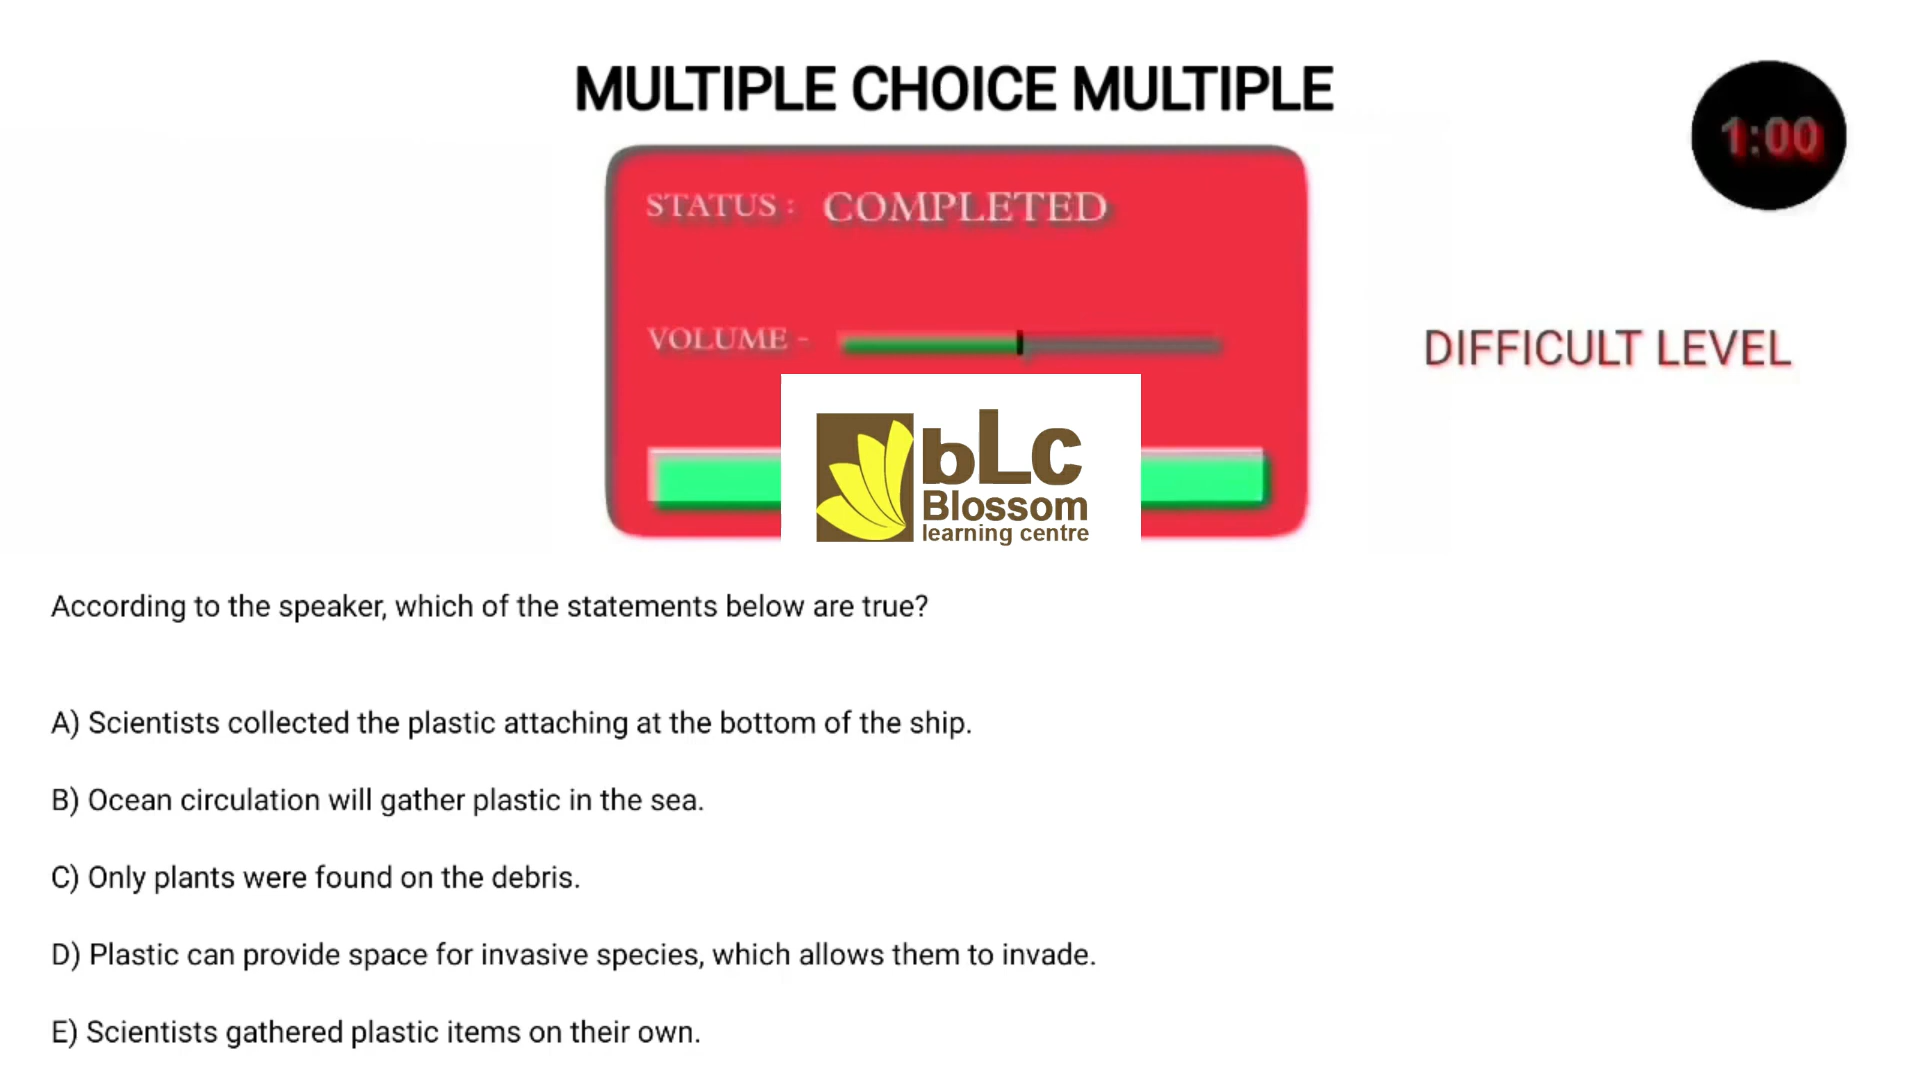 MULTIPLE CHOICE MULTIPLE
1:00
STATUS : COMPLETED
VOLUME -
DIFFICULT LEVEL
bLc
Blossom
learning centre
According to the speaker, which of the statements below are true?
A) Scientists collected the plastic attaching at the bottom of the ship.
B) Ocean circulation will gather plastic in the sea.
C) Only plants were found on the debris.
D) Plastic can provide space for invasive species, which allows them to invade.
E) Scientists gathered plastic items on their own.